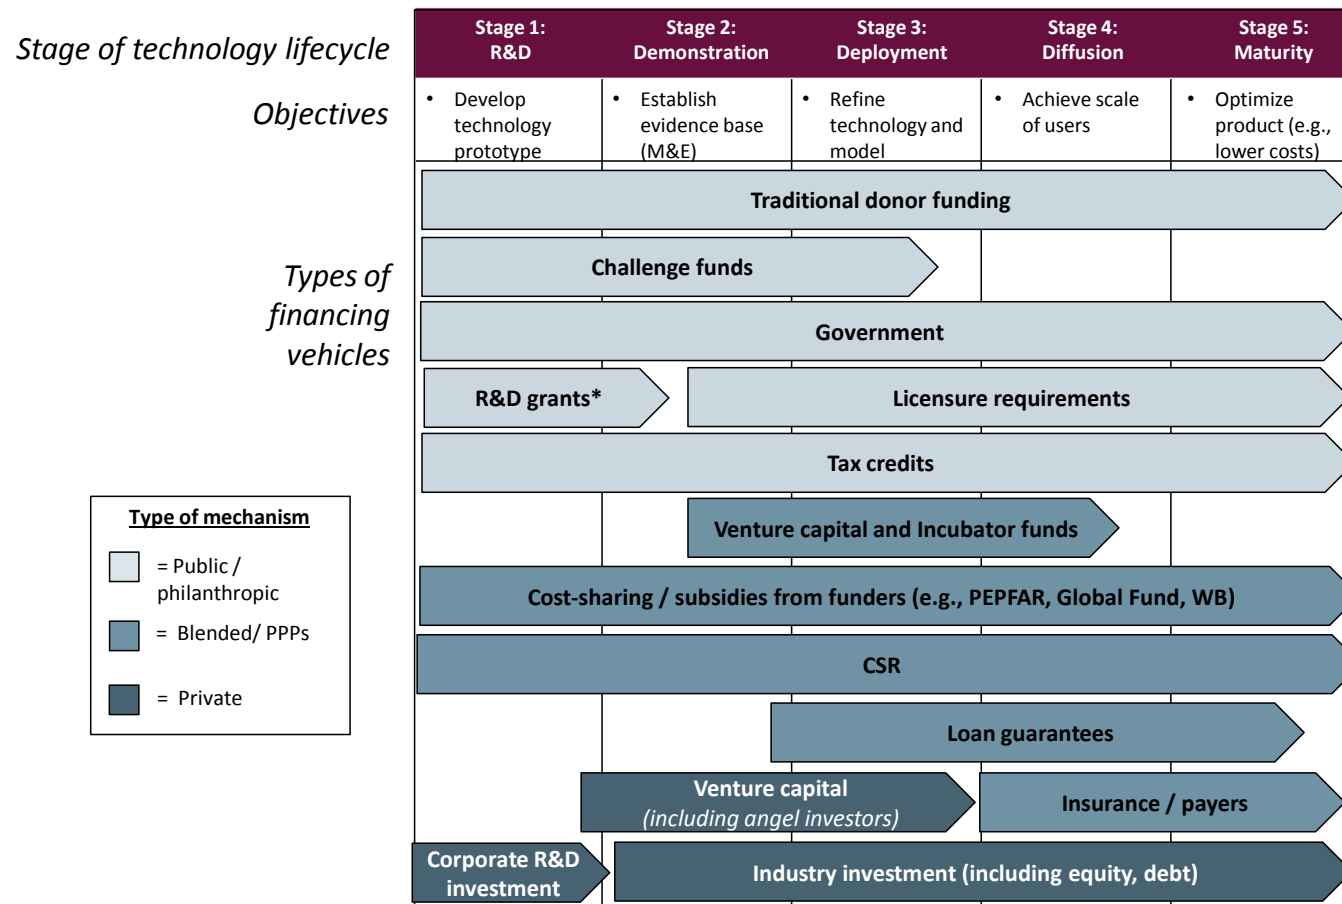 Stage of technology lifecycle
Stage 1:
R&D
Stage 2:
Demonstration
Stage 3:
Deployment
Stage 4:
Diffusion
Stage 5:
Maturity
Objectives
• Develop
technology
prototype
• Establish
evidence base
(M&E)
• Refine
technology and
model
• Achieve scale
of users
• Optimize
product (e.g.,
lower costs)
Types of
financing
vehicles
Traditional donor funding
Challenge funds
Government
R&D grants*
Licensure requirements
Tax credits
Venture capital and Incubator funds
Cost-sharing / subsidies from funders (e.g., PEPFAR, Global Fund, WB)
CSR
Loan guarantees
Venture capital
(including angel investors)
Insurance / payers
Corporate R&D
investment
Industry investment (including equity, debt)
Type of mechanism
= Public /
philanthropic
= Blended/ PPPs
= Private